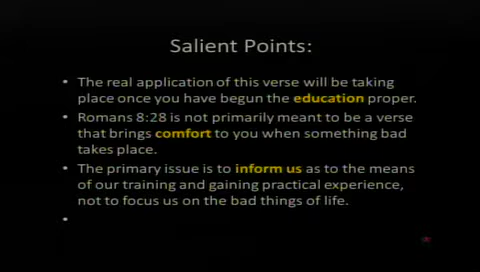 Salient Points:
• The real application of this verse will be taking
place once you have begun the education proper.
• Romans 8:28 is not primarily meant to be a verse
that brings comfort to you when something bad
takes place.
• The primary issue is to inform us as to the means
of our training and gaining practical experience,
not to focus us on the bad things of life.
•